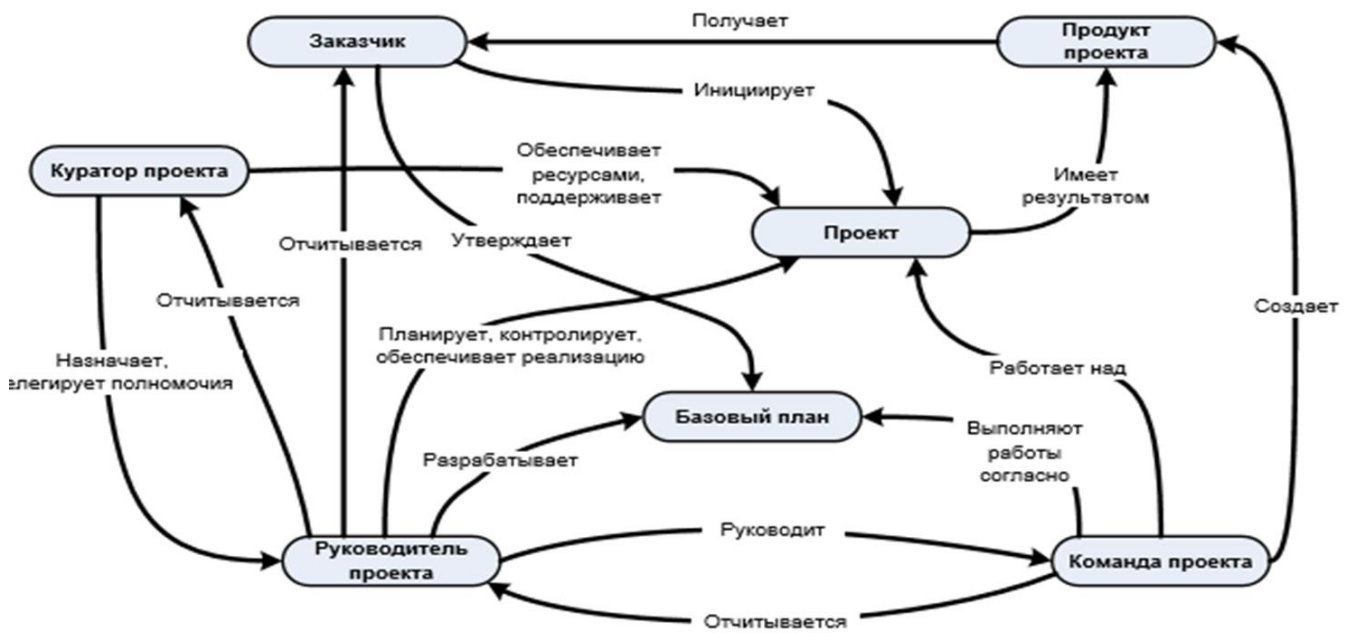 Получает
Заказчик
Продукт
проекта
Инициирует
Куратор проекта
Обеспечивает
ресурсами,
поддерживает
Имеет
результатом
Проект
Отчитывается
Утверждает
Отчитывается
Создает
Планирует, контролирует,
обеспечивает реализацию
Назначает,
елегирует полномочия
Работает над
Базовый план
Выполняют
работы
согласно
Разрабатывает
Руководит
Руководитель
проекта
Команда проекта
Отчитывается